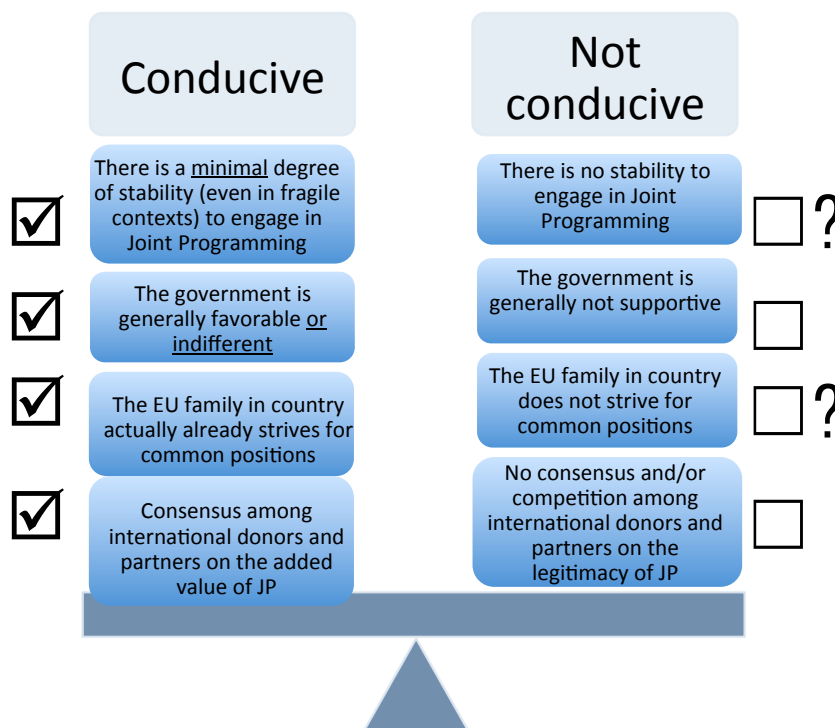 Conducive
There is a minimal degree
of stability (even in fragile
contexts) to engage in
Joint Programming
The government is
generally favorable or
indifferent
The EU family in country
actually already strives for
common positions
Consensus among
international donors and
partners on the added
value of JP
Not
conducive
There is no stability to
engage in Joint
Programming
?
The government is
generally not supportive
The EU family in country
does not strive for
common positions
?
No consensus and/or
competition among
international donors and
partners on the
legitimacy of JP